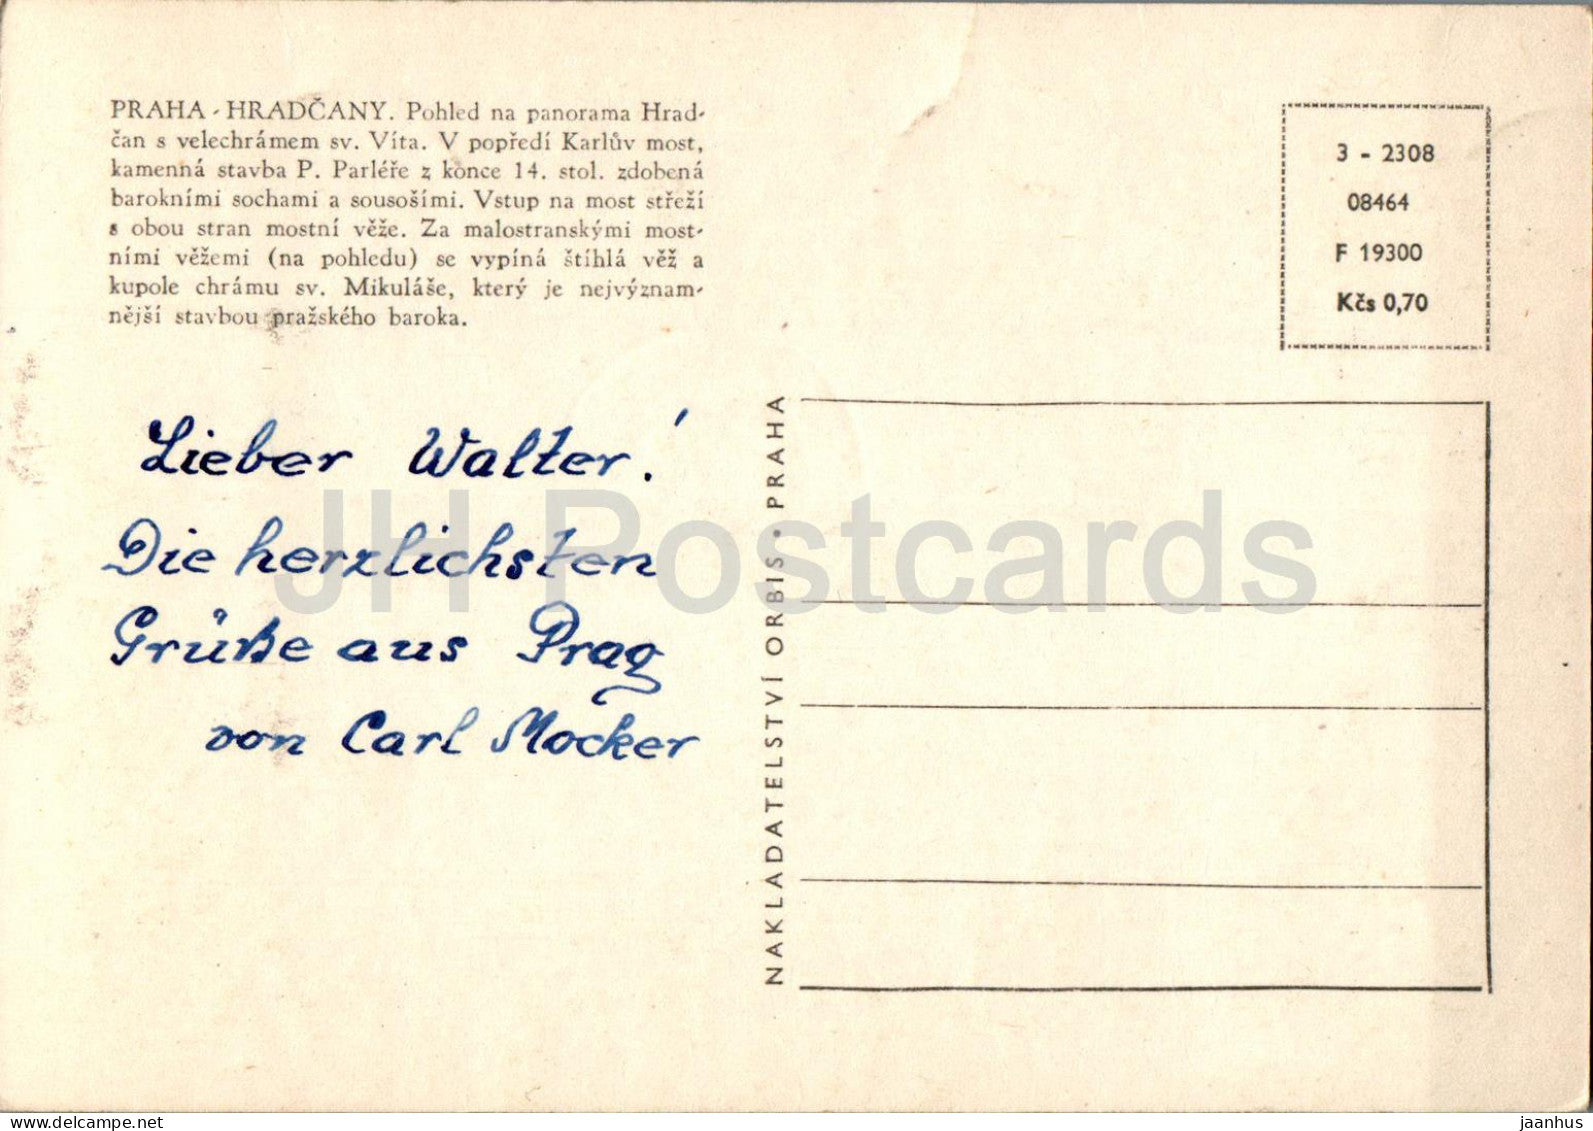 PRAHA - HRADČANY. Pohled na panorama Hrad-
čan s velechrámem sv. Víta. V popředí Karlův most,
kamenná stavba P. Parléře z konce 14. stol. zdobená
barokními sochami a sousošími. Vstup na most střeží
s obou stran mostní věže. Za malostranskými most-
ními věžemi (na pohledu) se vypíná štíhlá věž a
kupole chrámu sv. Mikuláše, který je nejvýznam-
nější stavbou pražského baroka.
3 - 2308
08464
F 19300
Kčs 0,70
Lieber Walter!
Die herzlichsten
Grüße aus Prag
von Carl Mocker
NAKLADATELSTVÍ ORBIS • PRAHA
JH Postcards
delcampe.net
jaanhus